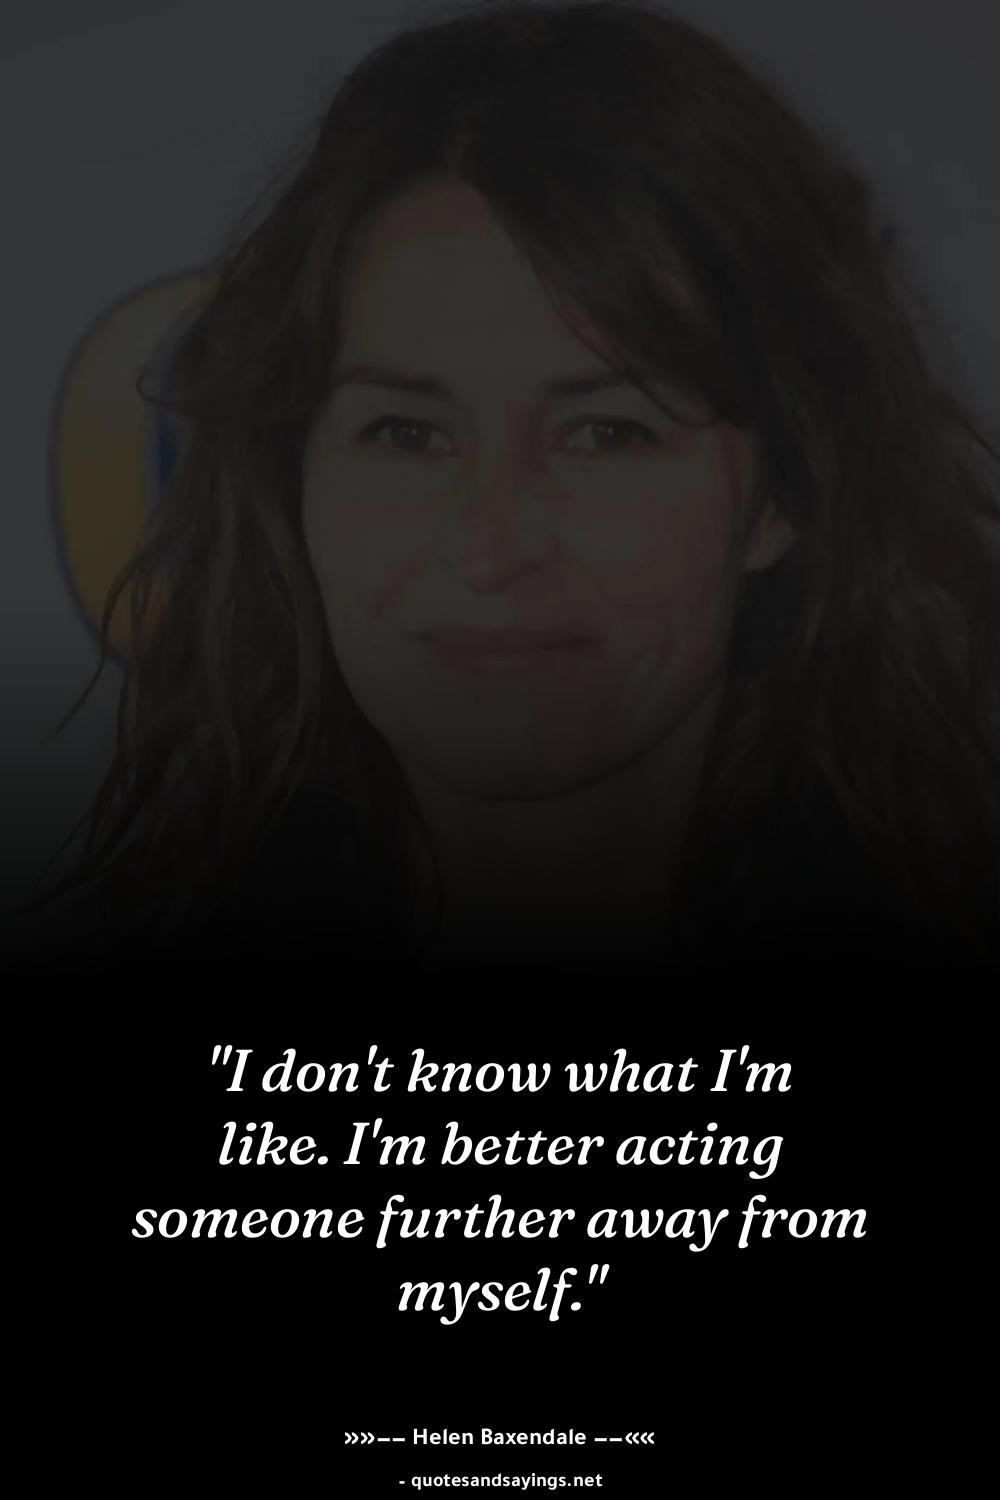 "I don't know what I'm
like. I'm better acting
someone further away from
myself."
»»−− Helen Baxendale −−««
- quotesandsayings.net